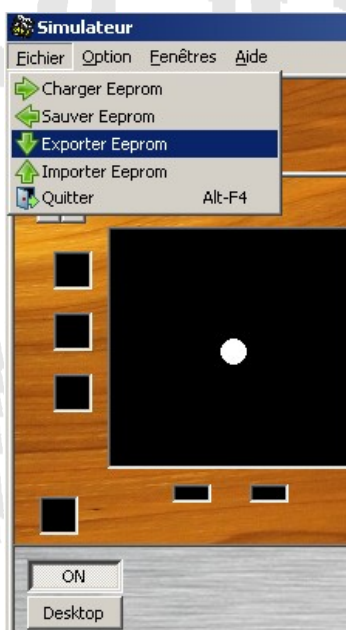 Simulateur
Fichier Option Fenêtres Aide
Charger Eeprom
Sauver Eeprom
Exporter Eeprom
Importer Eeprom
Quitter Alt-F4
ON
Desktop